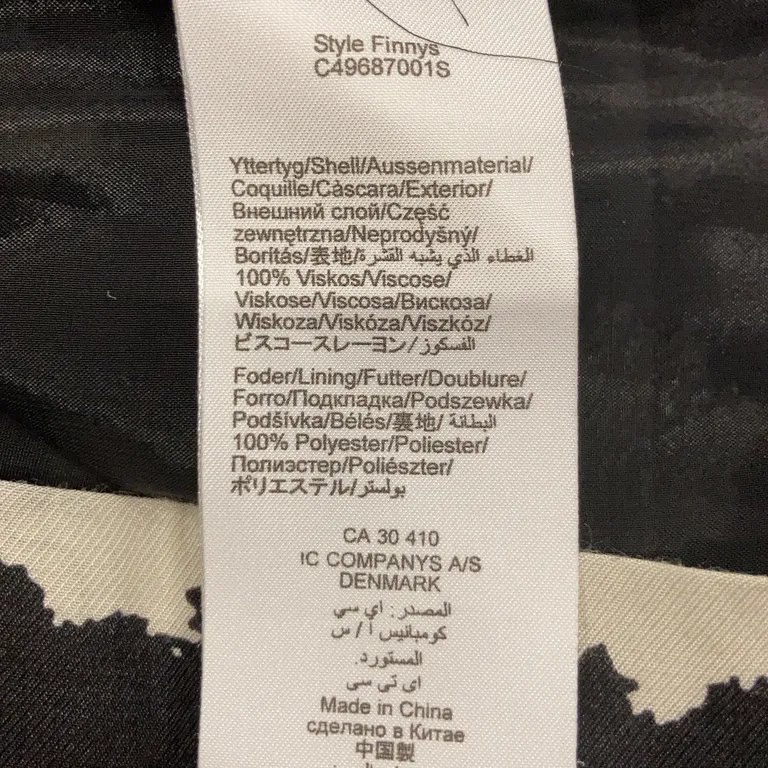 Style Finnys
C49687001S
Yttertyg/Shell/Aussenmaterial/
Coquille/Càscara/Exterior/
Внешний слой/Część
zewnętrzna/Neprodyšný/
Borítás/表地/الغطاء الذي يشبه القشرة
100% Viskos/Viscose/
Viskose/Viscosa/Вискоза/
Wiskoza/Viskóza/Viszkóz/
ビスコースレーヨン/الفسكوز
Foder/Lining/Futter/Doublure/
Forro/Подкладка/Podszewka/
Podšívka/Bélés/裏地/البطانة
100% Polyester/Poliester/
Полиэстер/Poliészter/
ポリエステル/بولستر
CA 30 410
IC COMPANYS A/S
DENMARK
المصدر: اي سي
كومبانيس أ / س
المستورد.
اي تي سي
Made in China
сделано в Китае
中国製